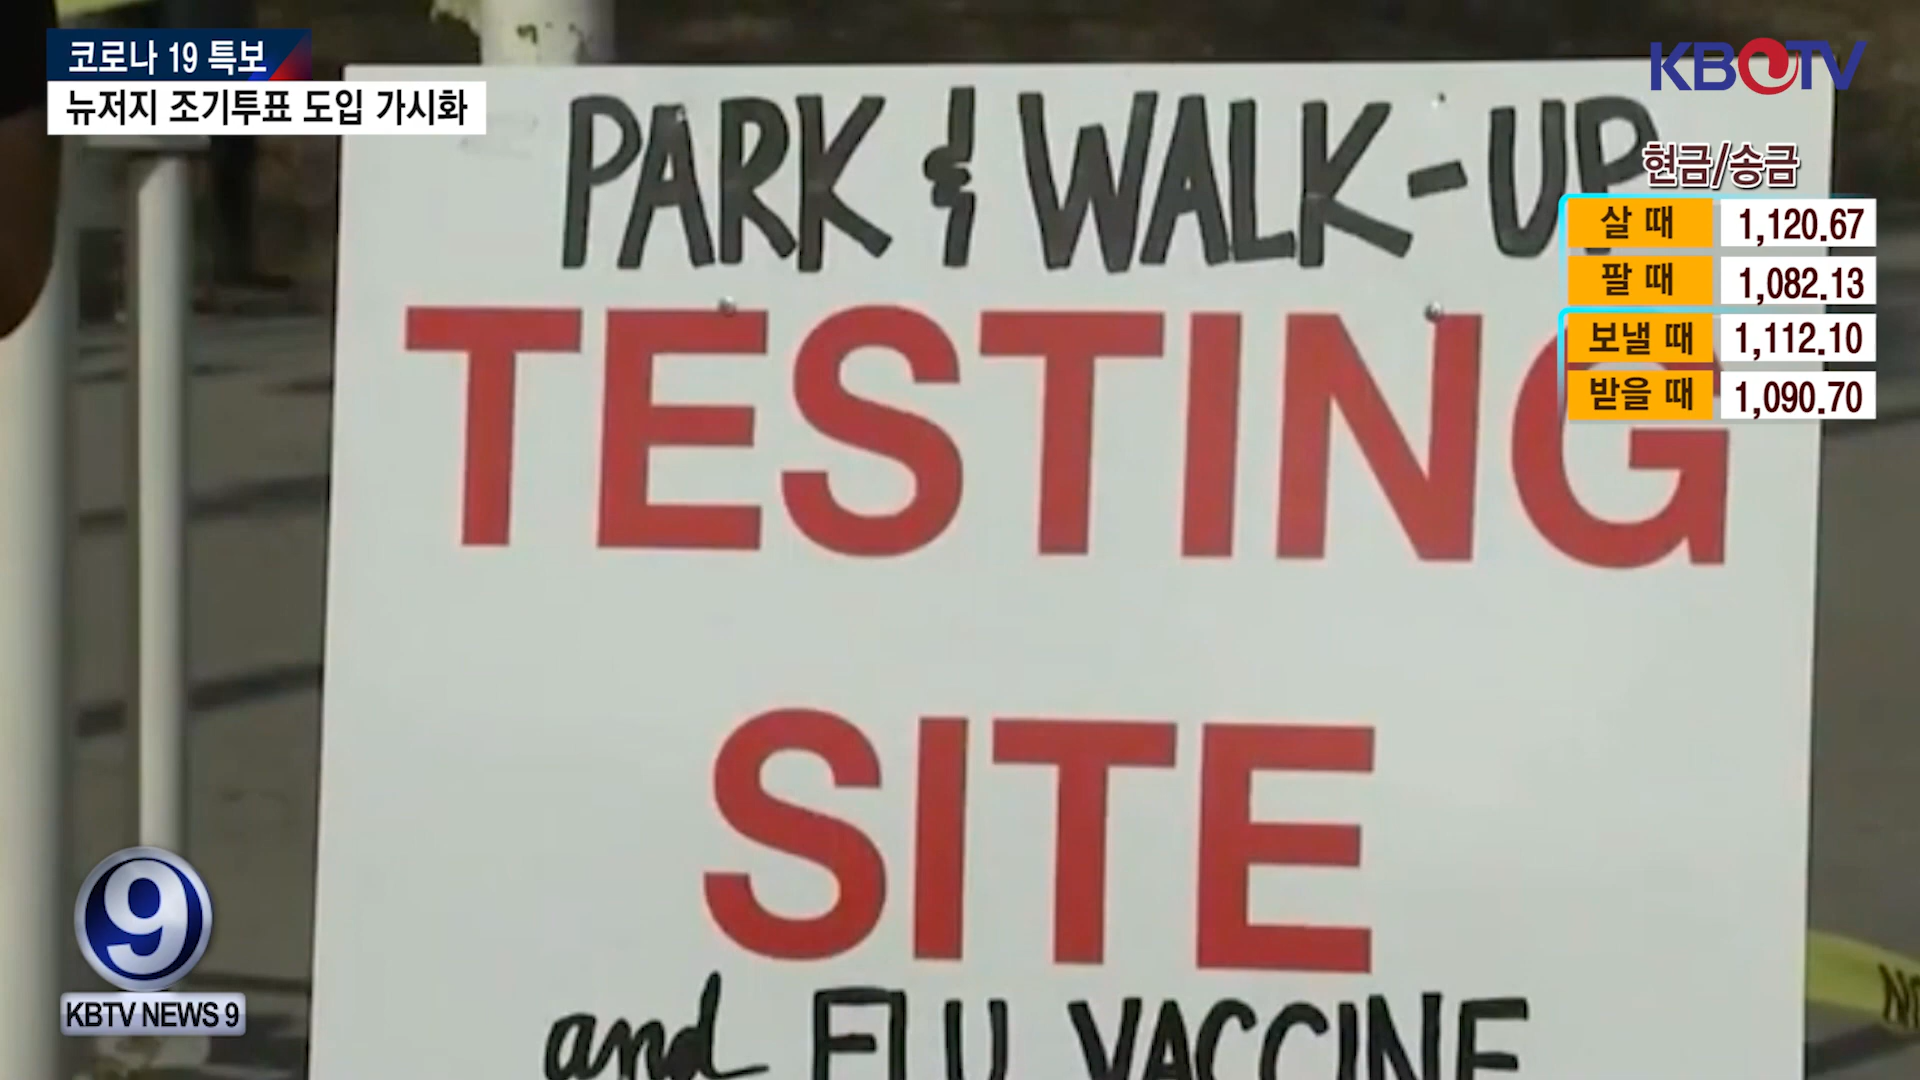 코로나 19 특보
뉴저지 조기투표 도입 가시화
KBTV
현금/송금
살 때 1,120.67
팔 때 1,082.13
보낼 때 1,112.10
받을 때 1,090.70
PARK & WALK-UP
TESTING
SITE
and FLU VACCINE
9
KBTV NEWS 9